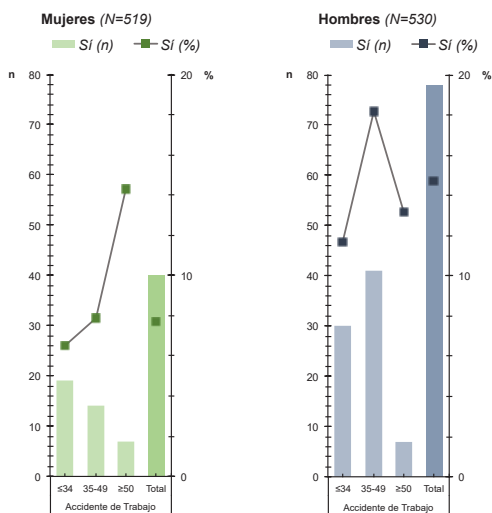 Mujeres (N=519)
Sí (n) Sí (%)
n 80 20 %
70
60
50
40 10
30
20
10
0 0
≤34 35-49 ≥50 Total
Accidente de Trabajo
Hombres (N=530)
Sí (n) Sí (%)
n 80 20 %
70
60
50
40 10
30
20
10
0 0
≤34 35-49 ≥50 Total
Accidente de Trabajo